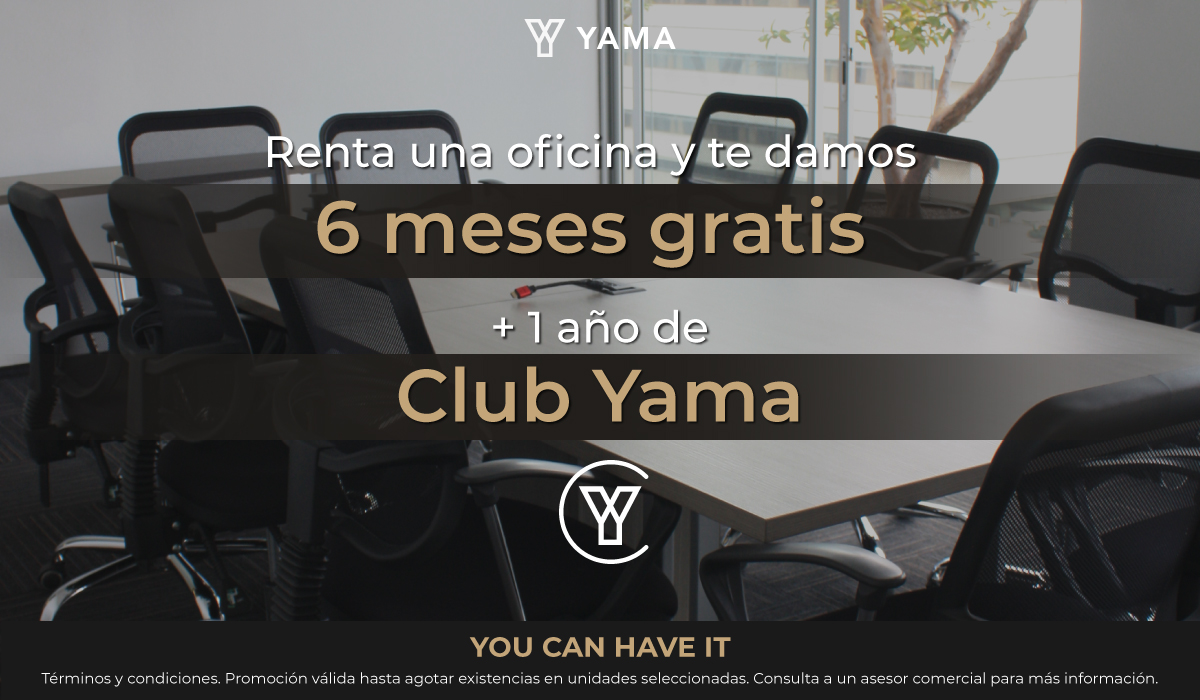 YAMA
Renta una oficina y te damos
6 meses gratis
+ 1 año de
Club Yama
YOU CAN HAVE IT
Términos y condiciones. Promoción válida hasta agotar existencias en unidades seleccionadas. Consulta a un asesor comercial para más información.